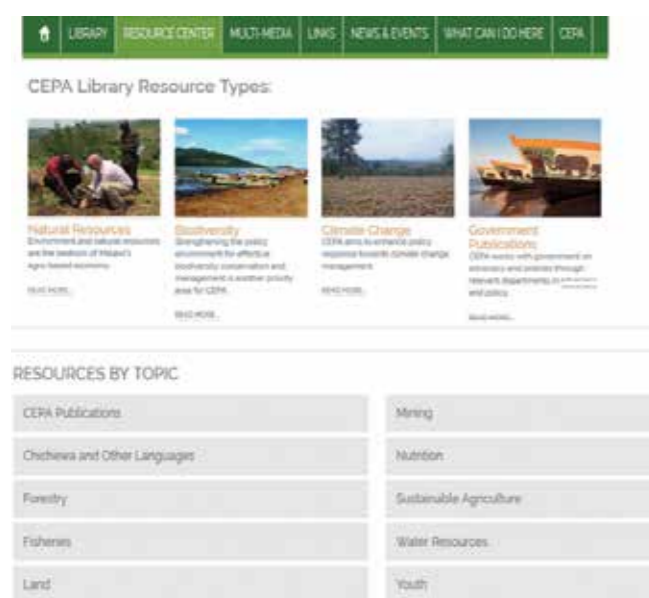 LIBRARY RESOURCE CENTER MULTI-MEDIA LINKS NEWS & EVENTS WHAT CAN I DO HERE CEPA
CEPA Library Resource Types:
Natural Resources
Environment and natural resources
are the bedrock of Malawi's
agro-based economy.
READ MORE...
Biodiversity
Strengthening the policy
environment for effective
biodiversity conservation and
management is another priority
area for CEPA.
READ MORE...
Climate Change
CEPA aims to enhance policy
response towards climate change
management.
READ MORE...
Government
Publications
CEPA works with government on
advocacy and policies through
relevant departments, in
and policy.
READ MORE...
RESOURCES BY TOPIC
CEPA Publications
Chichewa and Other Languages
Forestry
Fisheries
Land
Mining
Nutrition
Sustainable Agriculture
Water Resources
Youth